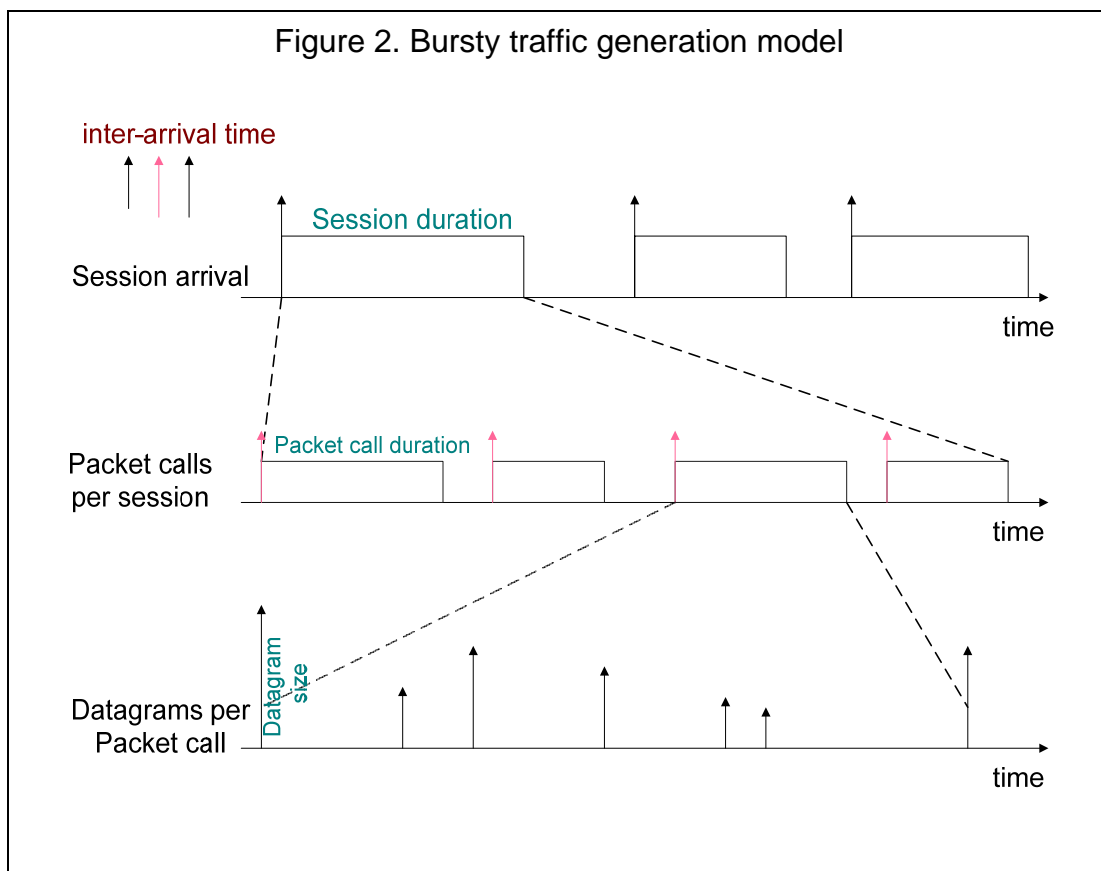 Figure 2. Bursty traffic generation model
inter-arrival time
Session duration
Session arrival
time
Packet call duration
Packet calls
per session
time
Datagram
size
Datagrams per
Packet call
time